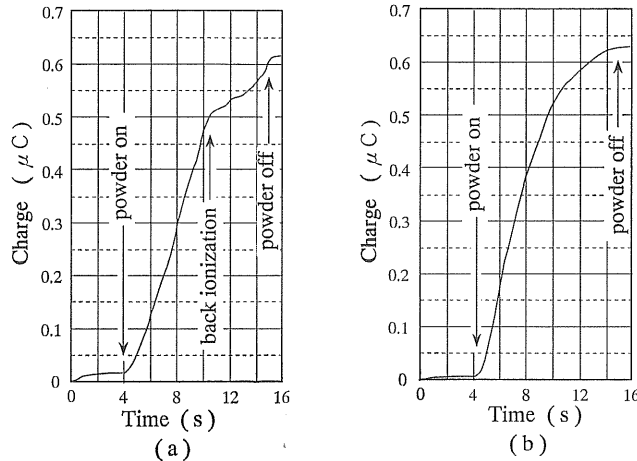 0.7
0.6
0.5
0.4
0.3
0.2
0.1
0
Charge ( μ C )
powder on
back ionization
powder off
0 4 8 12 16
Time ( s )
( a )
0.7
0.6
0.5
0.4
0.3
0.2
0.1
0
Charge ( μ C )
powder on
powder off
0 4 8 12 16
Time ( s )
( b )